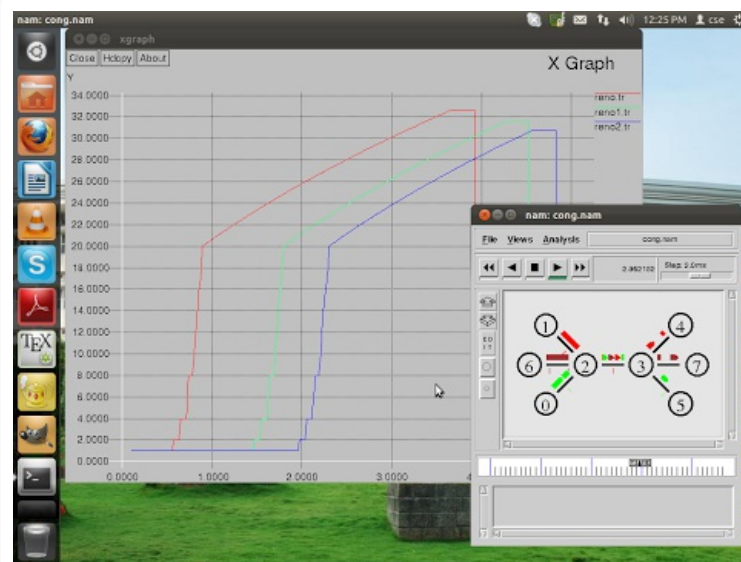 nam: cong.nam
12:25 PM cse
xgraph
Close Hdcpy About
X Graph
Y
34.0000
32.0000
30.0000
28.0000
26.0000
24.0000
22.0000
20.0000
18.0000
16.0000
14.0000
12.0000
10.0000
8.0000
6.0000
4.0000
2.0000
0.0000
0.0000 1.0000 2.0000 3.0000 4
reno.tr
reno1.tr
reno2.tr
nam: cong.nam
File Views Analysis cong.nam
Step: 2.0ms
1 4
6 2 3 7
0 5
S
TEX